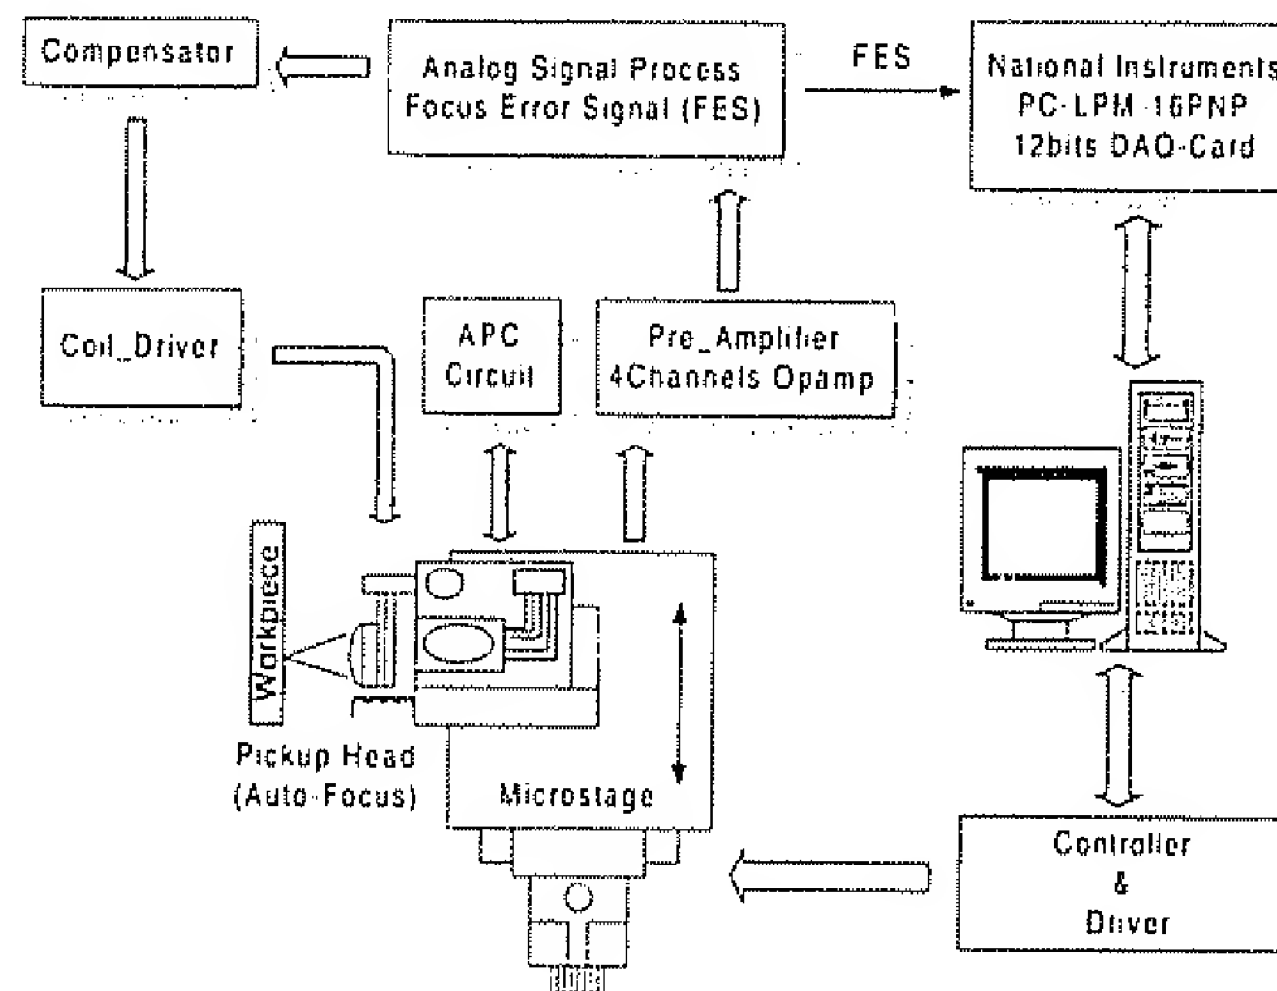 Compensator
Analog Signal Process
Focus Error Signal (FES)
FES
National Instruments
PC-LPM-16PNP
12bits DAQ-Card
Coil_Driver
APC
Circuit
Pre_Amplifier
4Channels Opamp
Workpiece
Pickup Head
(Auto-Focus)
Microstage
Controller
&
Driver